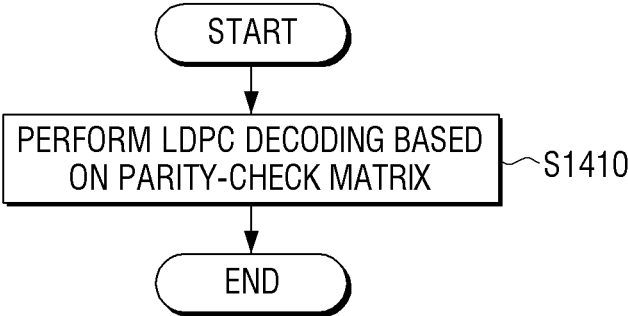 START
PERFORM LDPC DECODING BASED
ON PARITY-CHECK MATRIX
S1410
END